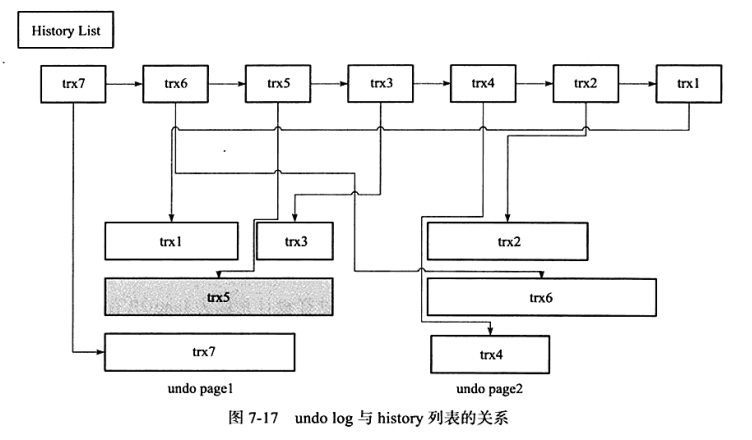 History List
trx7 trx6 trx5 trx3 trx4 trx2 trx1
trx1 trx3 trx2
trx5 trx6
trx7 trx4
undo page1 undo page2
图 7-17 undo log 与 history 列表的关系